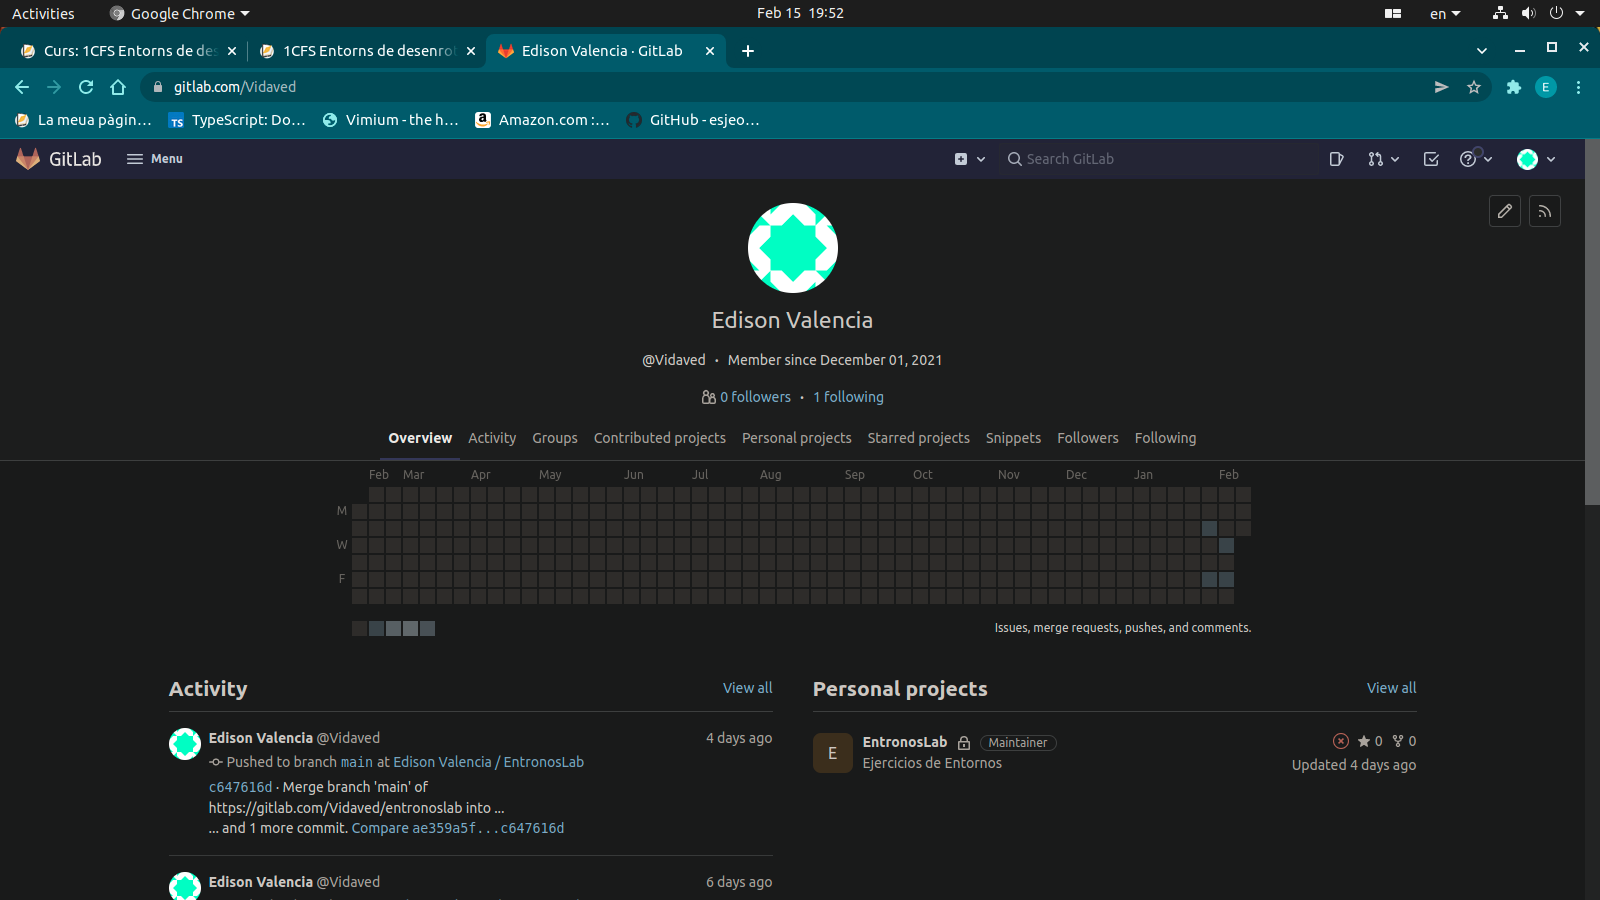 Activities Google Chrome Feb 15 19:52 en
Curs: 1CFS Entorns de des 1CFS Entorns de desenrot Edison Valencia · GitLab
gitlab.com/Vidaved E
La meua pàgin... TS TypeScript: Do... Vimium - the h... a Amazon.com :... GitHub - esjeo...
GitLab Menu Search GitLab
Edison Valencia
@Vidaved · Member since December 01, 2021
0 followers · 1 following
Overview Activity Groups Contributed projects Personal projects Starred projects Snippets Followers Following
Feb Mar Apr May Jun Jul Aug Sep Oct Nov Dec Jan Feb
M
W
F
Issues, merge requests, pushes, and comments.
Activity View all
Edison Valencia @Vidaved 4 days ago
Pushed to branch main at Edison Valencia / EntronosLab
c647616d · Merge branch 'main' of
https://gitlab.com/Vidaved/entronoslab into ...
... and 1 more commit. Compare ae359a5f...c647616d
Edison Valencia @Vidaved 6 days ago
Personal projects View all
E EntronosLab Maintainer 0 0
Ejercicios de Entornos Updated 4 days ago